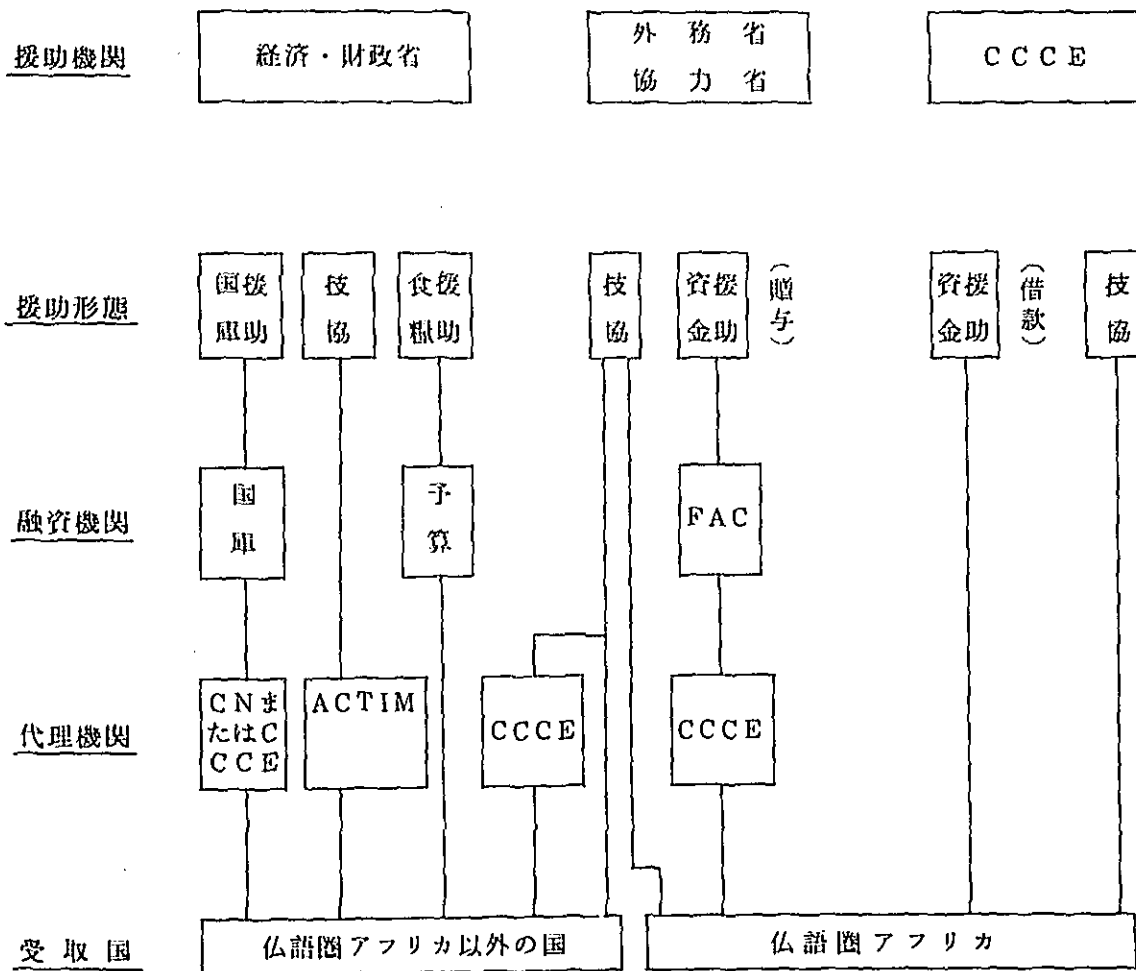 援助機関
経済・財政省
外務省
協力省
CCCE
援助形態
国庫
援助
技協
食糧
援助
技協
資金
援助
(贈与)
資金
援助
(借款)
技協
融資機関
国庫
予算
FAC
代理機関
CNま
たはC
CCE
ACTIM
CCCE
CCCE
受取国
仏語圏アフリカ以外の国
仏語圏アフリカ